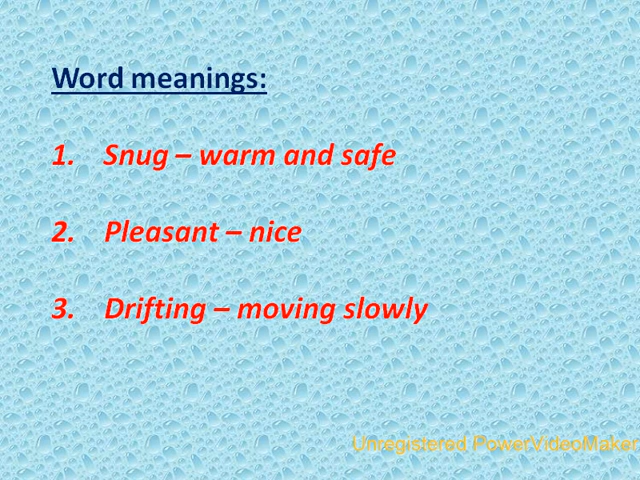 Word meanings:
1. Snug – warm and safe
2. Pleasant – nice
3. Drifting – moving slowly
Unregistered PowerVideoMaker